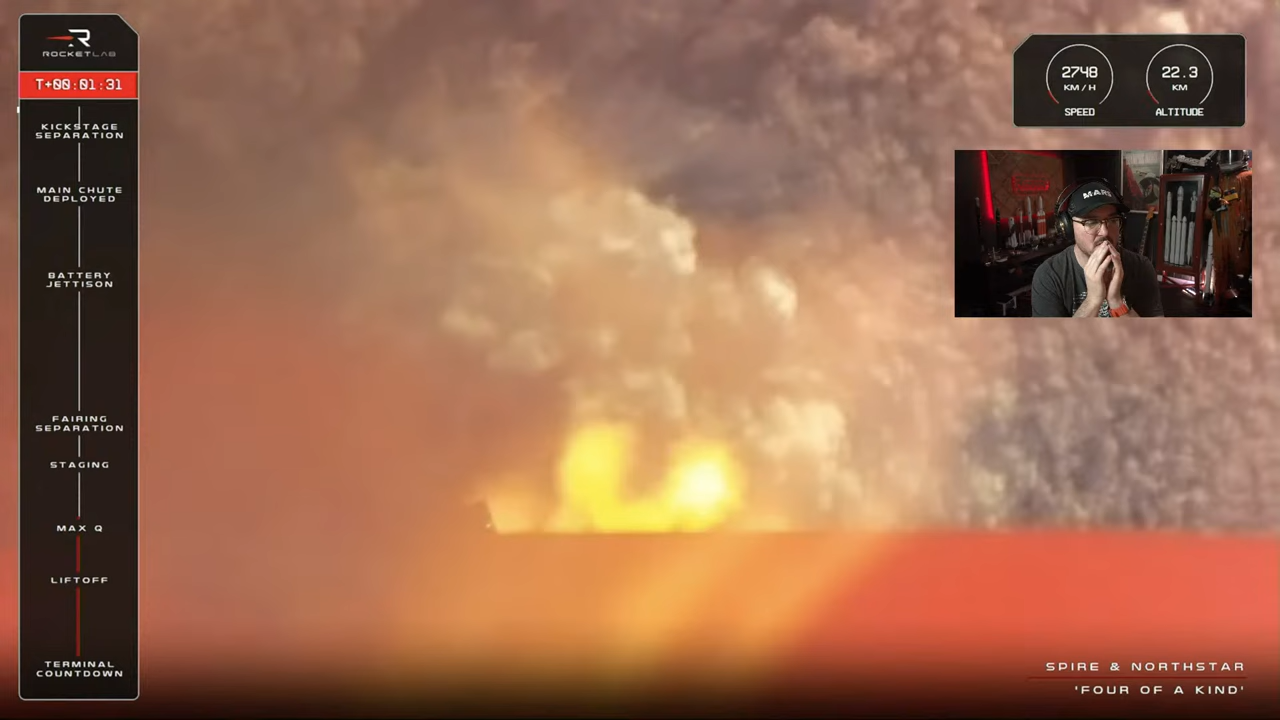 ROCKETLAB
T+00:01:31
KICKSTAGE
SEPARATION
MAIN CHUTE
DEPLOYED
BATTERY
JETTISON
FAIRING
SEPARATION
STAGING
MAX Q
LIFTOFF
TERMINAL
COUNTDOWN
2748
KM/H
SPEED
22.3
KM
ALTITUDE
MARS
SPIRE & NORTHSTAR
'FOUR OF A KIND'